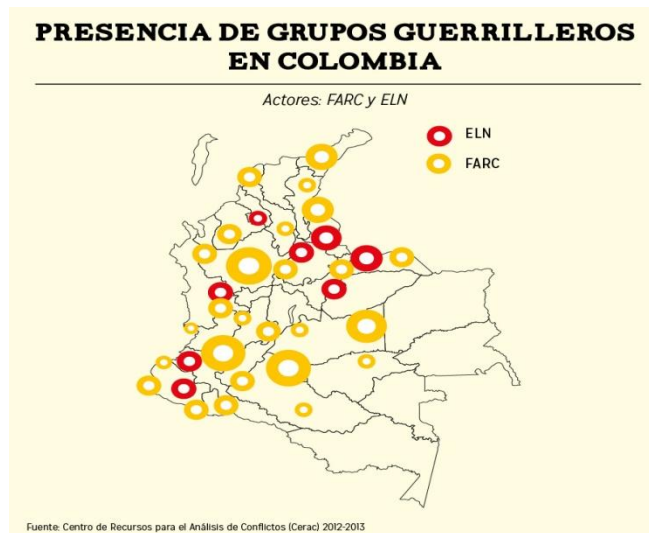 PRESENCIA DE GRUPOS GUERRILLEROS
EN COLOMBIA
Actores: FARC y ELN
ELN
FARC
Fuente: Centro de Recursos para el Análisis de Conflictos (Cerac) 2012-2013